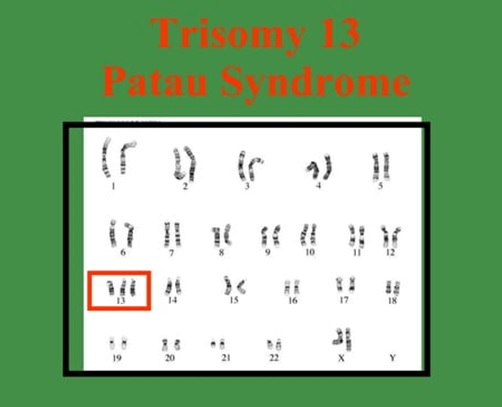 Trisomy 13
Patau Syndrome
1 2 3 4 5
6 7 8 9 10 11 12
13 14 15 16 17 18
19 20 21 22 X Y